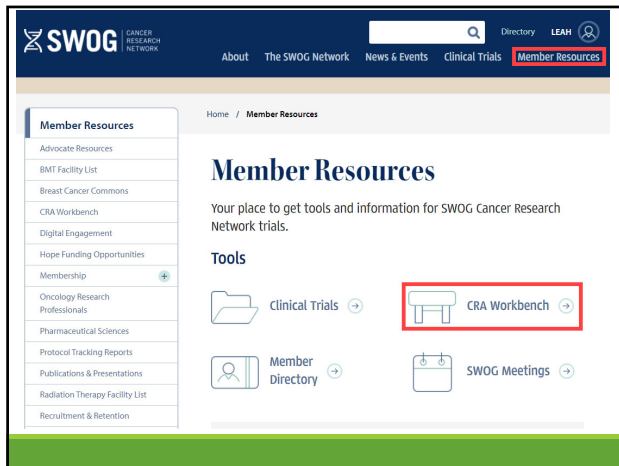 SWOG
CANCER
RESEARCH
NETWORK
Directory LEAH
About The SWOG Network News & Events Clinical Trials Member Resources
Home / Member Resources
Member Resources
Advocate Resources
BMT Facility List
Breast Cancer Commons
CRA Workbench
Digital Engagement
Hope Funding Opportunities
Membership +
Oncology Research
Professionals
Pharmaceutical Sciences
Protocol Tracking Reports
Publications & Presentations
Radiation Therapy Facility List
Recruitment & Retention
Member Resources
Your place to get tools and information for SWOG Cancer Research
Network trials.
Tools
Clinical Trials
CRA Workbench
Member
Directory
SWOG Meetings